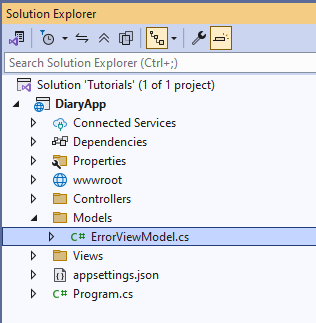 Solution Explorer
Search Solution Explorer (Ctrl+;)
Solution 'Tutorials' (1 of 1 project)
DiaryApp
Connected Services
Dependencies
Properties
wwwroot
Controllers
Models
C# ErrorViewModel.cs
Views
appsettings.json
C# Program.cs